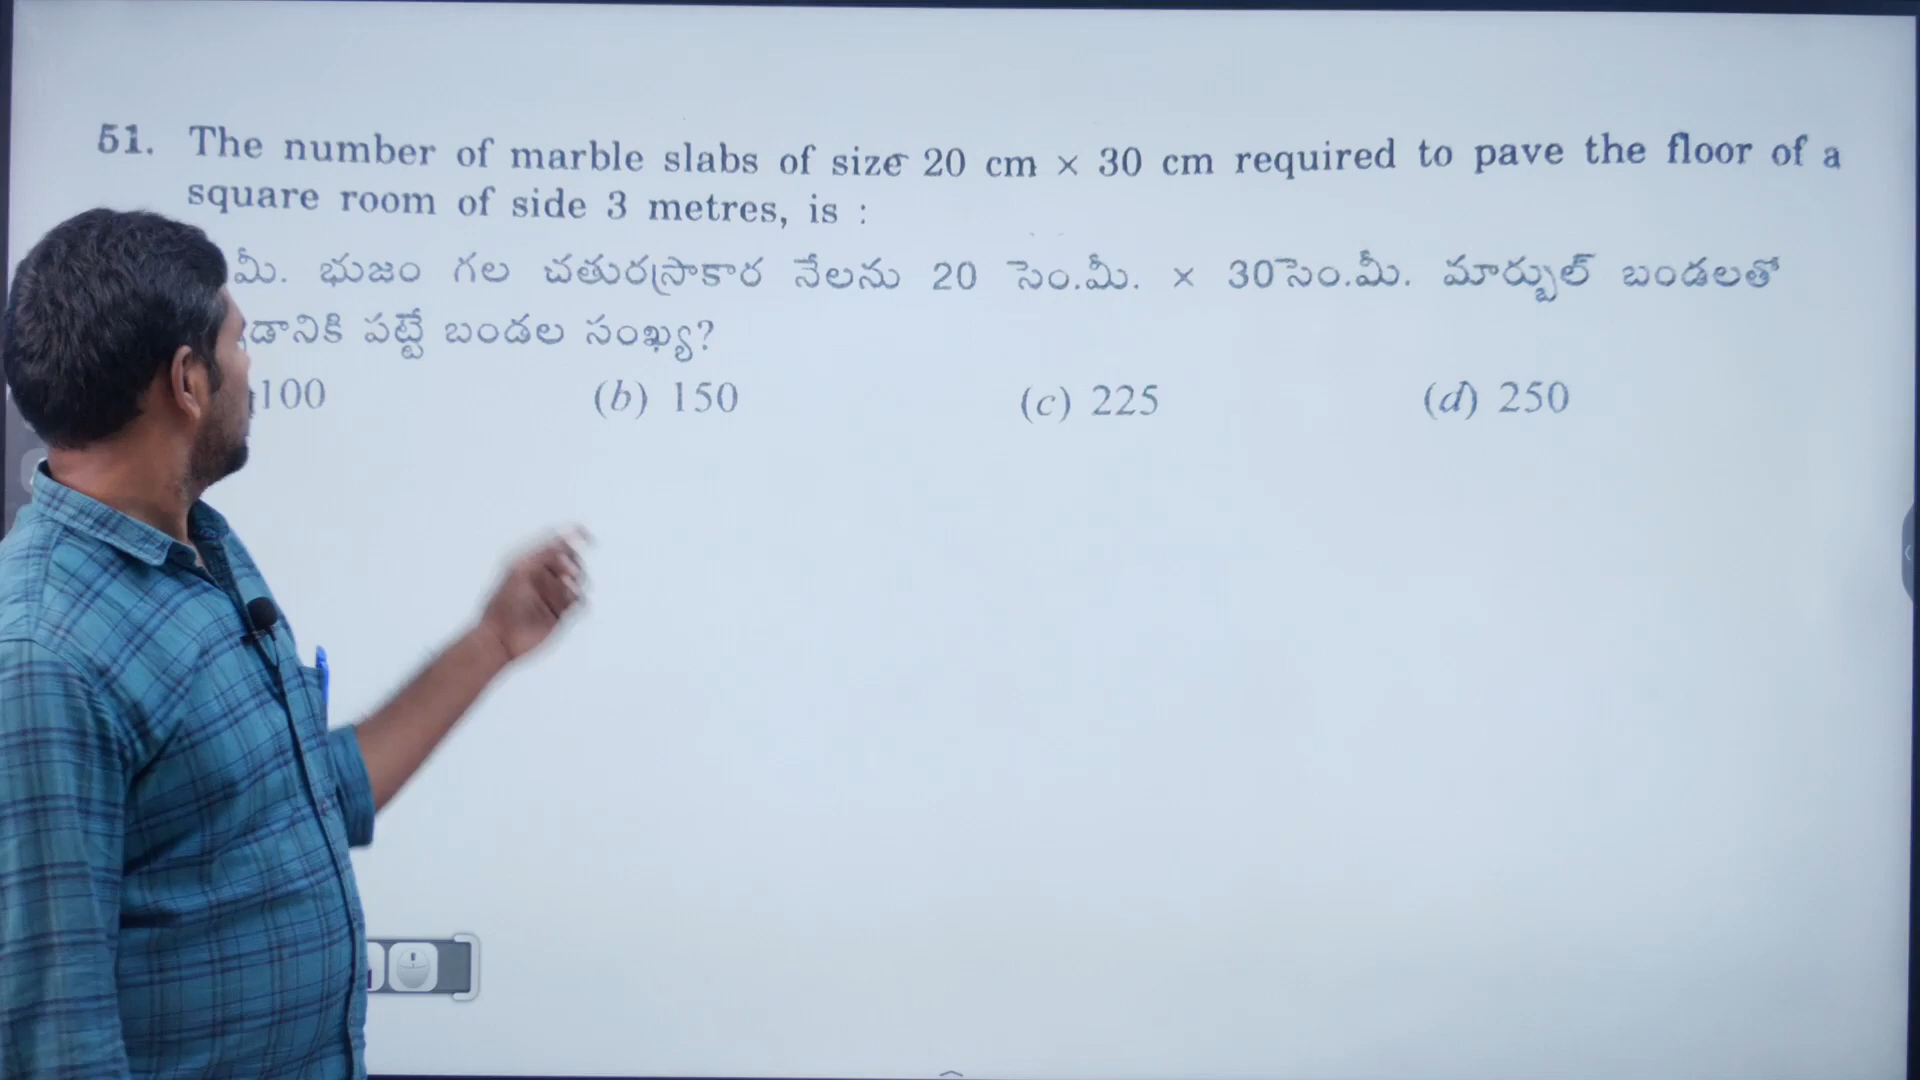 51. The number of marble slabs of size 20 cm × 30 cm required to pave the floor of a
square room of side 3 metres, is :
మీ. భుజం గల చతురస్రాకార నేలను 20 సెం.మీ. × 30సెం.మీ. మార్బుల్ బండలతో
పట్టే బండల సంఖ్య?
100 (b) 150 (c) 225 (d) 250